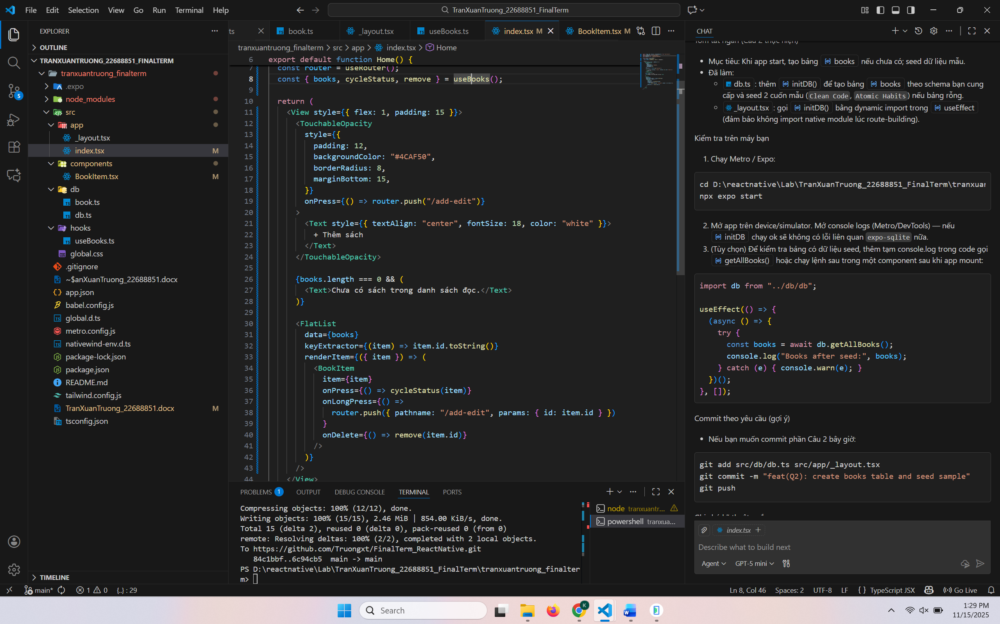 File Edit Selection View Go Run Terminal Help
TranXuanTruong_22688851_FinalTerm
EXPLORER
OUTLINE
TRANXUANTRUONG_22688851_FINALTERM
tranxuantruong_finalterm
.expo
node_modules
src
app
_layout.tsx
index.tsx M
components
BookItem.tsx M
db
book.ts
db.ts
hooks
useBooks.ts
global.css
.gitignore
~$anXuanTruong_22688851.docx
app.json
babel.config.js
global.d.ts
metro.config.js
nativewind-env.d.ts
package-lock.json
package.json
README.md
tailwind.config.js
TranXuanTruong_22688851.docx M
tsconfig.json
TIMELINE
5
ts book.ts _layout.tsx useBooks.ts index.tsx M BookItem.tsx M
tranxuantruong_finalterm > src > app > index.tsx > Home
6 export default function Home() {
7 const router = useRouter();
8 const { books, cycleStatus, remove } = useBooks();
9
10 return (
11 <View style={{ flex: 1, padding: 15 }}>
12 <TouchableOpacity
13 style={{
14 padding: 12,
15 backgroundColor: "#4CAF50",
16 borderRadius: 8,
17 marginBottom: 15,
18 }}
19 onPress={() => router.push("/add-edit")}
20 >
21 <Text style={{ textAlign: "center", fontSize: 18, color: "white" }}>
22 + Thêm sách
23 </Text>
24 </TouchableOpacity>
25
26 {books.length === 0 && (
27 <Text>Chưa có sách trong danh sách đọc.</Text>
28 )}
29
30 <FlatList
31 data={books}
32 keyExtractor={(item) => item.id.toString()}
33 renderItem={({ item }) => (
34 <BookItem
35 item={item}
36 onPress={() => cycleStatus(item)}
37 onLongPress={() =>
38 router.push({ pathname: "/add-edit", params: { id: item.id } })
39 }
40 onDelete={() => remove(item.id)}
41 />
42 )}
43 />
44 </View>
PROBLEMS 1 OUTPUT DEBUG CONSOLE TERMINAL PORTS
Compressing objects: 100% (12/12), done.
Writing objects: 100% (15/15), 2.46 MiB | 854.00 KiB/s, done.
Total 15 (delta 2), reused 0 (delta 0), pack-reused 0 (from 0)
remote: Resolving deltas: 100% (2/2), completed with 2 local objects.
To https://github.com/Truongxt/FinalTerm_ReactNative.git
84c1bbf..6c94cb5 main -> main
PS D:\reactnative\Lab\TranXuanTruong_22688851_FinalTerm\tranxuantruong_finalter
m>
node tranxuantr...
powershell tranxua...
CHAT
Tóm tắt ngắn (Câu 2 thực hiện)
• Mục tiêu: Khi app start, tạo bảng books nếu chưa có; seed dữ liệu mẫu.
• Đã làm:
db.ts : thêm initDB() để tạo bảng books theo schema bạn cung
cấp và seed 2 cuốn mẫu (Clean Code, Atomic Habits) nếu bảng rỗng.
_layout.tsx : gọi initDB() bằng dynamic import trong useEffect
(đảm bảo không import native module lúc route-building).
Kiểm tra trên máy bạn
1. Chạy Metro / Expo:
cd D:\reactnative\Lab\TranXuanTruong_22688851_FinalTerm\tranxuan
npx expo start
2. Mở app trên device/simulator. Mở console logs (Metro/DevTools) — nếu
initDB chạy ok sẽ không có lỗi liên quan expo-sqlite nữa.
3. (Tùy chọn) Để kiểm tra bảng có dữ liệu seed, thêm tạm console.log trong code gọi
getAllBooks() hoặc chạy lệnh sau trong một component sau khi app mount:
import db from "../db/db";
useEffect(() => {
(async () => {
try {
const books = await db.getAllBooks();
console.log("Books after seed:", books);
} catch (e) { console.warn(e); }
})();
}, []);
Commit theo yêu cầu (gợi ý)
• Nếu bạn muốn commit phần Câu 2 bây giờ:
git add src/db/db.ts src/app/_layout.tsx
git commit -m "feat(Q2): create books table and seed sample"
git push
index.tsx +
Describe what to build next
Agent GPT-5 mini
main* 1 0 {..} : 29 Ln 8, Col 46 Spaces: 2 UTF-8 LF { } TypeScript JSX Go Live
Search
K
1:29 PM
11/15/2025